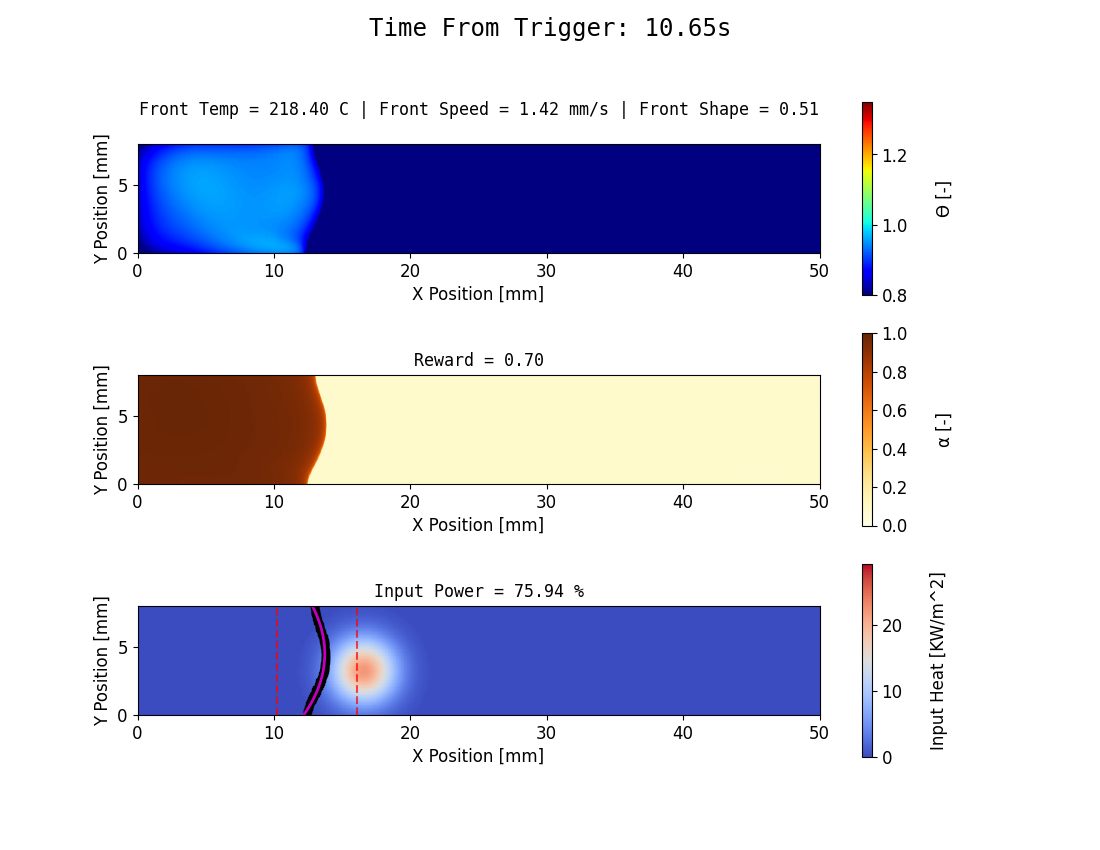 Time From Trigger: 10.65s
Front Temp = 218.40 C | Front Speed = 1.42 mm/s | Front Shape = 0.51
Y Position [mm]
5
0
0 10 20 30 40 50
X Position [mm]
1.2
1.0
0.8
Θ [-]
Reward = 0.70
Y Position [mm]
5
0
0 10 20 30 40 50
X Position [mm]
1.0
0.8
0.6
0.4
0.2
0.0
α [-]
Input Power = 75.94 %
Y Position [mm]
5
0
0 10 20 30 40 50
X Position [mm]
20
10
0
Input Heat [KW/m^2]